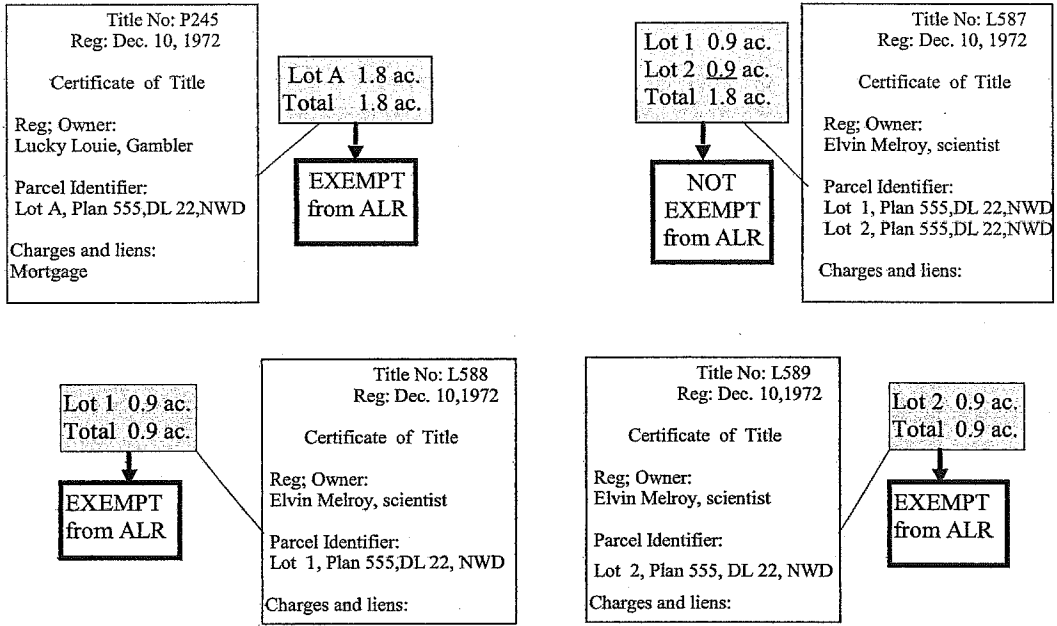 Title No: P245
Reg: Dec. 10, 1972
Certificate of Title
Reg; Owner:
Lucky Louie, Gambler
Parcel Identifier:
Lot A, Plan 555,DL 22,NWD
Charges and liens:
Mortgage
Lot A 1.8 ac.
Total 1.8 ac.
EXEMPT
from ALR
Lot 1 0.9 ac.
Lot 2 0.9 ac.
Total 1.8 ac.
NOT
EXEMPT
from ALR
Title No: L587
Reg: Dec. 10, 1972
Certificate of Title
Reg; Owner:
Elvin Melroy, scientist
Parcel Identifier:
Lot 1, Plan 555,DL 22,NWD
Lot 2, Plan 555,DL 22,NWD
Charges and liens:
Lot 1 0.9 ac.
Total 0.9 ac.
EXEMPT
from ALR
Title No: L588
Reg: Dec. 10,1972
Certificate of Title
Reg; Owner:
Elvin Melroy, scientist
Parcel Identifier:
Lot 1, Plan 555,DL 22, NWD
Charges and liens:
Title No: L589
Reg: Dec. 10,1972
Certificate of Title
Reg; Owner:
Elvin Melroy, scientist
Parcel Identifier:
Lot 2, Plan 555, DL 22, NWD
Charges and liens:
Lot 2 0.9 ac.
Total 0.9 ac.
EXEMPT
from ALR